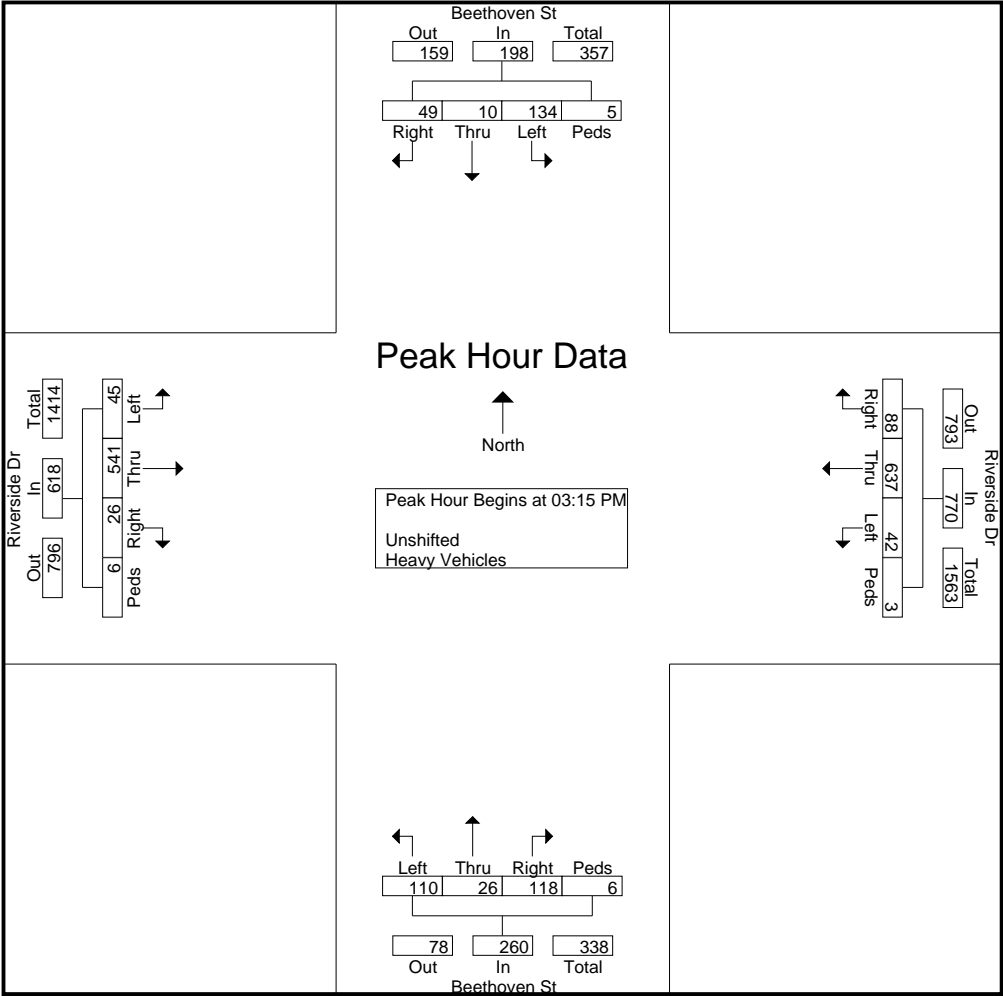 Beethoven St
Out In Total
159 198 357
49 10 134 5
Right Thru Left Peds
Peak Hour Data
North
Peak Hour Begins at 03:15 PM
Unshifted
Heavy Vehicles
Riverside Dr
Total In Out
1414 618 796
45 541 26 6
Left Thru Right Peds
Right Thru Left Peds
88 637 42 3
Out In Total
793 770 1563
Riverside Dr
Left Thru Right Peds
110 26 118 6
78 260 338
Out In Total
Beethoven St